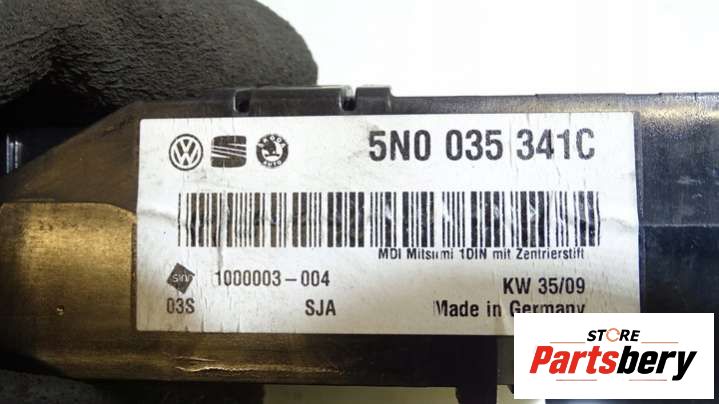 5N0 035 341C
MDI Mitsumi 1DIN mit Zentrierstift
1000003-004
KW 35/09
03S
SJA
Made in Germany
STORE
Partsbery